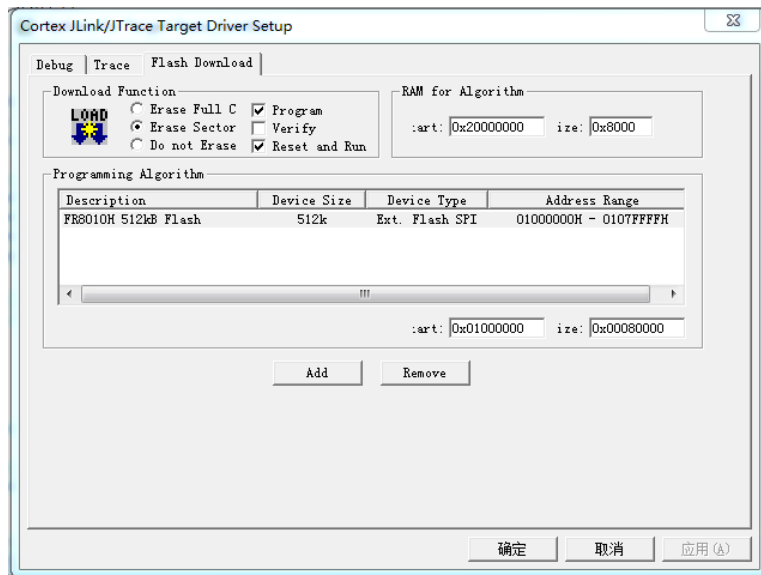 Cortex JLink/JTrace Target Driver Setup
Debug Trace Flash Download
Download Function
LOAD
Erase Full C
Erase Sector
Do not Erase
Program
Verify
Reset and Run
RAM for Algorithm
:art: 0x20000000 ize: 0x8000
Programming Algorithm
Description Device Size Device Type Address Range
FR8010H 512kB Flash 512k Ext. Flash SPI 01000000H - 0107FFFFH
:art: 0x01000000 ize: 0x00080000
Add Remove
确定 取消 应用(A)